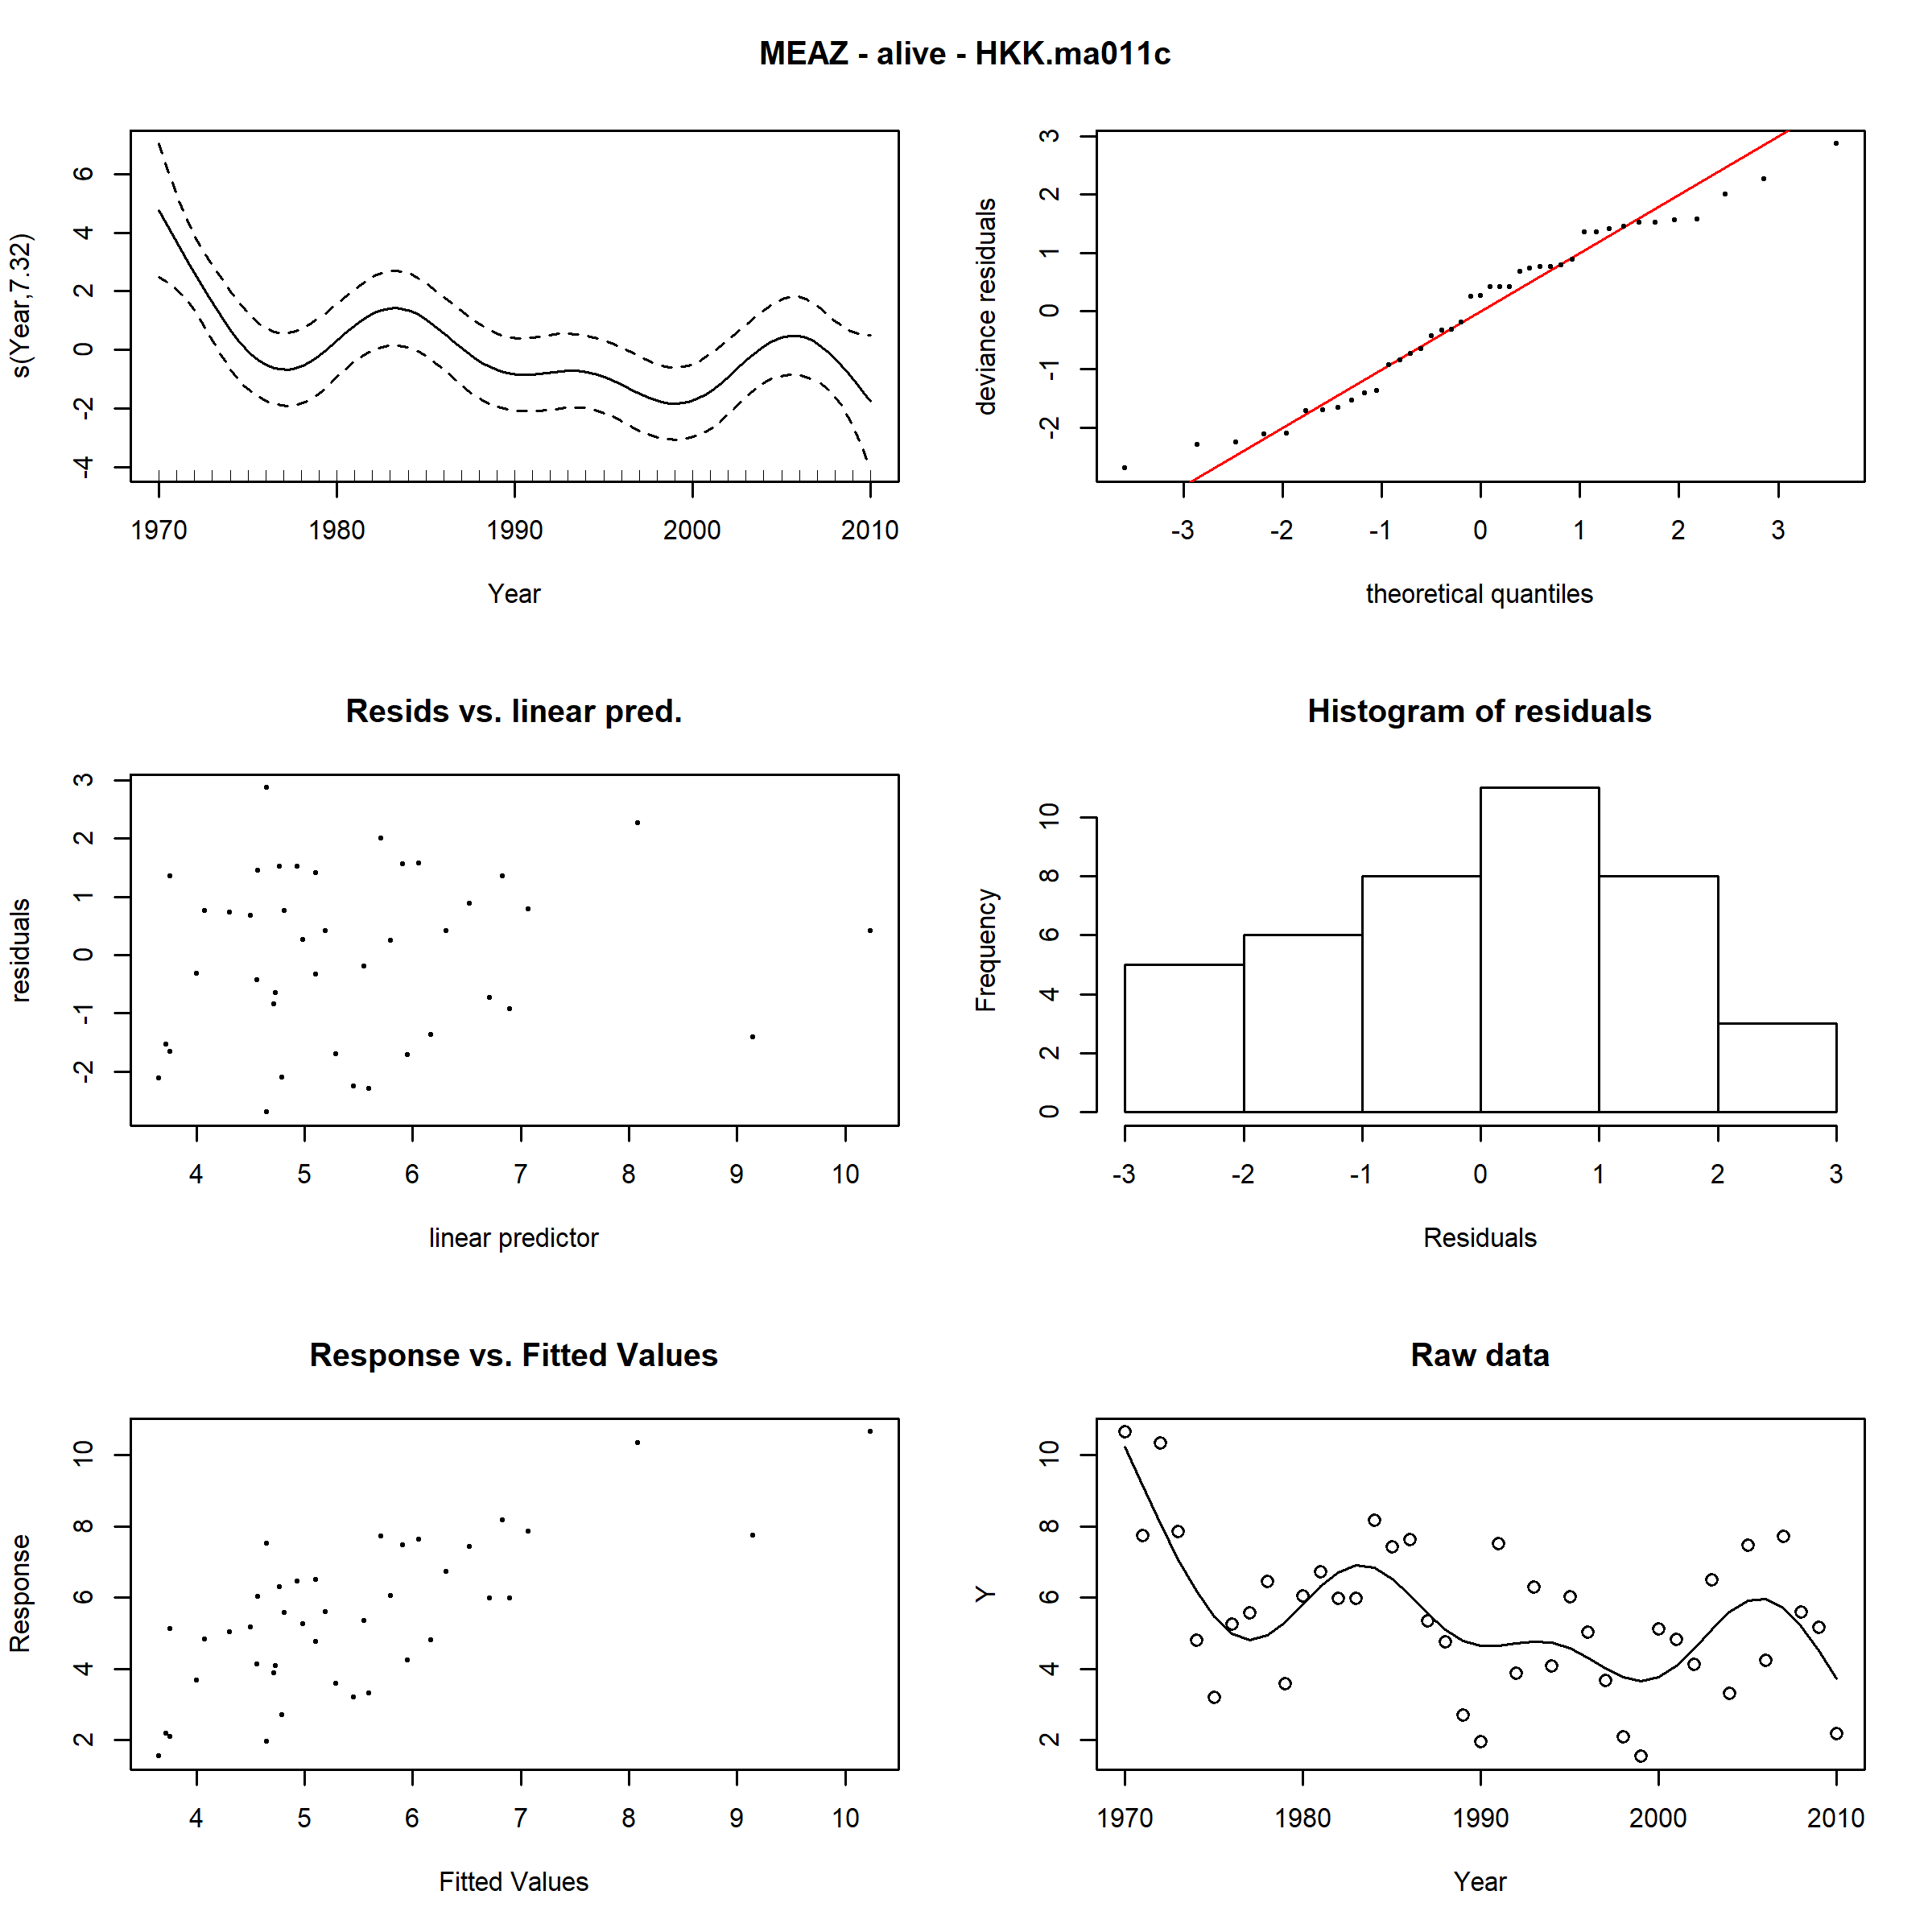 MEAZ - alive - HKK.ma011c
s(Year,7.32)
6
4
2
0
-2
-4
1970 1980 1990 2000 2010
Year
deviance residuals
3
2
1
0
-1
-2
-3 -2 -1 0 1 2 3
theoretical quantiles
Resids vs. linear pred.
residuals
3
2
1
0
-1
-2
4 5 6 7 8 9 10
linear predictor
Histogram of residuals
Frequency
10
8
6
4
2
0
-3 -2 -1 0 1 2 3
Residuals
Response vs. Fitted Values
Response
10
8
6
4
2
4 5 6 7 8 9 10
Fitted Values
Raw data
Y
10
8
6
4
2
1970 1980 1990 2000 2010
Year